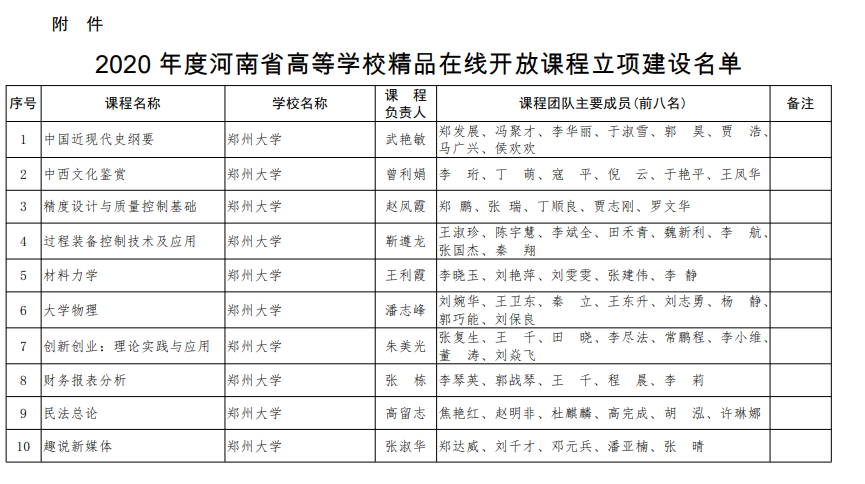 附 件
2020 年度河南省高等学校精品在线开放课程立项建设名单
序号 课程名称 学校名称 课 程 负责人 课程团队主要成员(前八名) 备注
1 中国近现代史纲要 郑州大学 武艳敏 郑发展、冯聚才、李华丽、于淑雪、郭 昊、贾 浩、
马广兴、侯欢欢
2 中西文化鉴赏 郑州大学 曾利娟 李 珩、丁 萌、寇 平、倪 云、于艳平、王凤华
3 精度设计与质量控制基础 郑州大学 赵凤霞 郑 鹏、张 瑞、丁顺良、贾志刚、罗文华
4 过程装备控制技术及应用 郑州大学 靳遵龙 王淑珍、陈宇慧、李斌全、田禾青、魏新利、李 航、
张国杰、秦 翔
5 材料力学 郑州大学 王利霞 李晓玉、刘艳萍、刘雯雯、张建伟、李 静
6 大学物理 郑州大学 潘志峰 刘婉华、王卫东、秦 立、王东升、刘志勇、杨 静、
郭巧能、刘保良
7 创新创业：理论实践与应用 郑州大学 朱美光 张复生、王 千、田 晓、李尽法、常鹏程、李小维、
董 涛、刘焱飞
8 财务报表分析 郑州大学 张 栋 李琴英、郭战琴、王 千、程 晨、李 莉
9 民法总论 郑州大学 高留志 焦艳红、赵明非、杜麒麟、高完成、胡 泓、许琳娜
10 趣说新媒体 郑州大学 张淑华 郑达威、刘千才、邓元兵、潘亚楠、张 晴